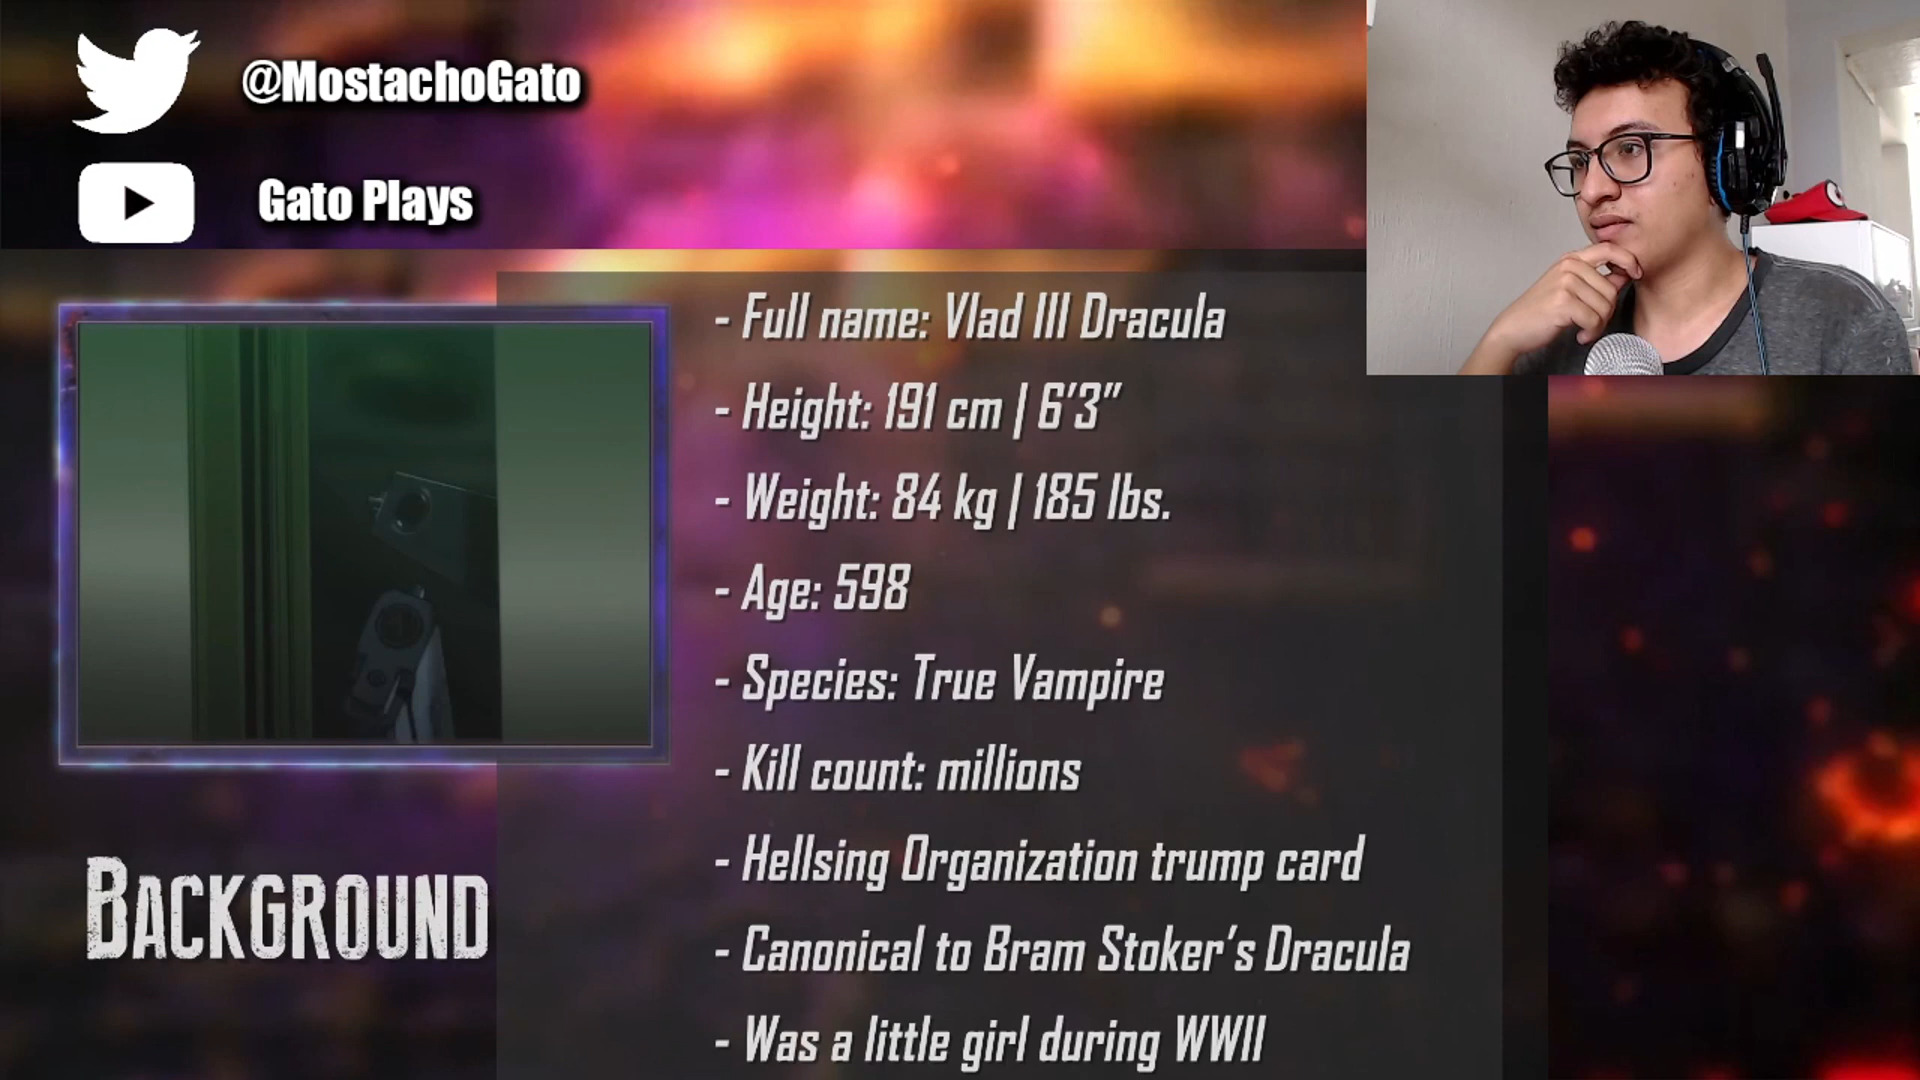 @MostachoGato
Gato Plays
- Full name: Vlad III Dracula
- Height: 191 cm | 6'3"
- Weight: 84 kg | 185 lbs.
- Age: 598
- Species: True Vampire
- Kill count: millions
- Hellsing Organization trump card
- Canonical to Bram Stoker's Dracula
- Was a little girl during WWII
BACKGROUND